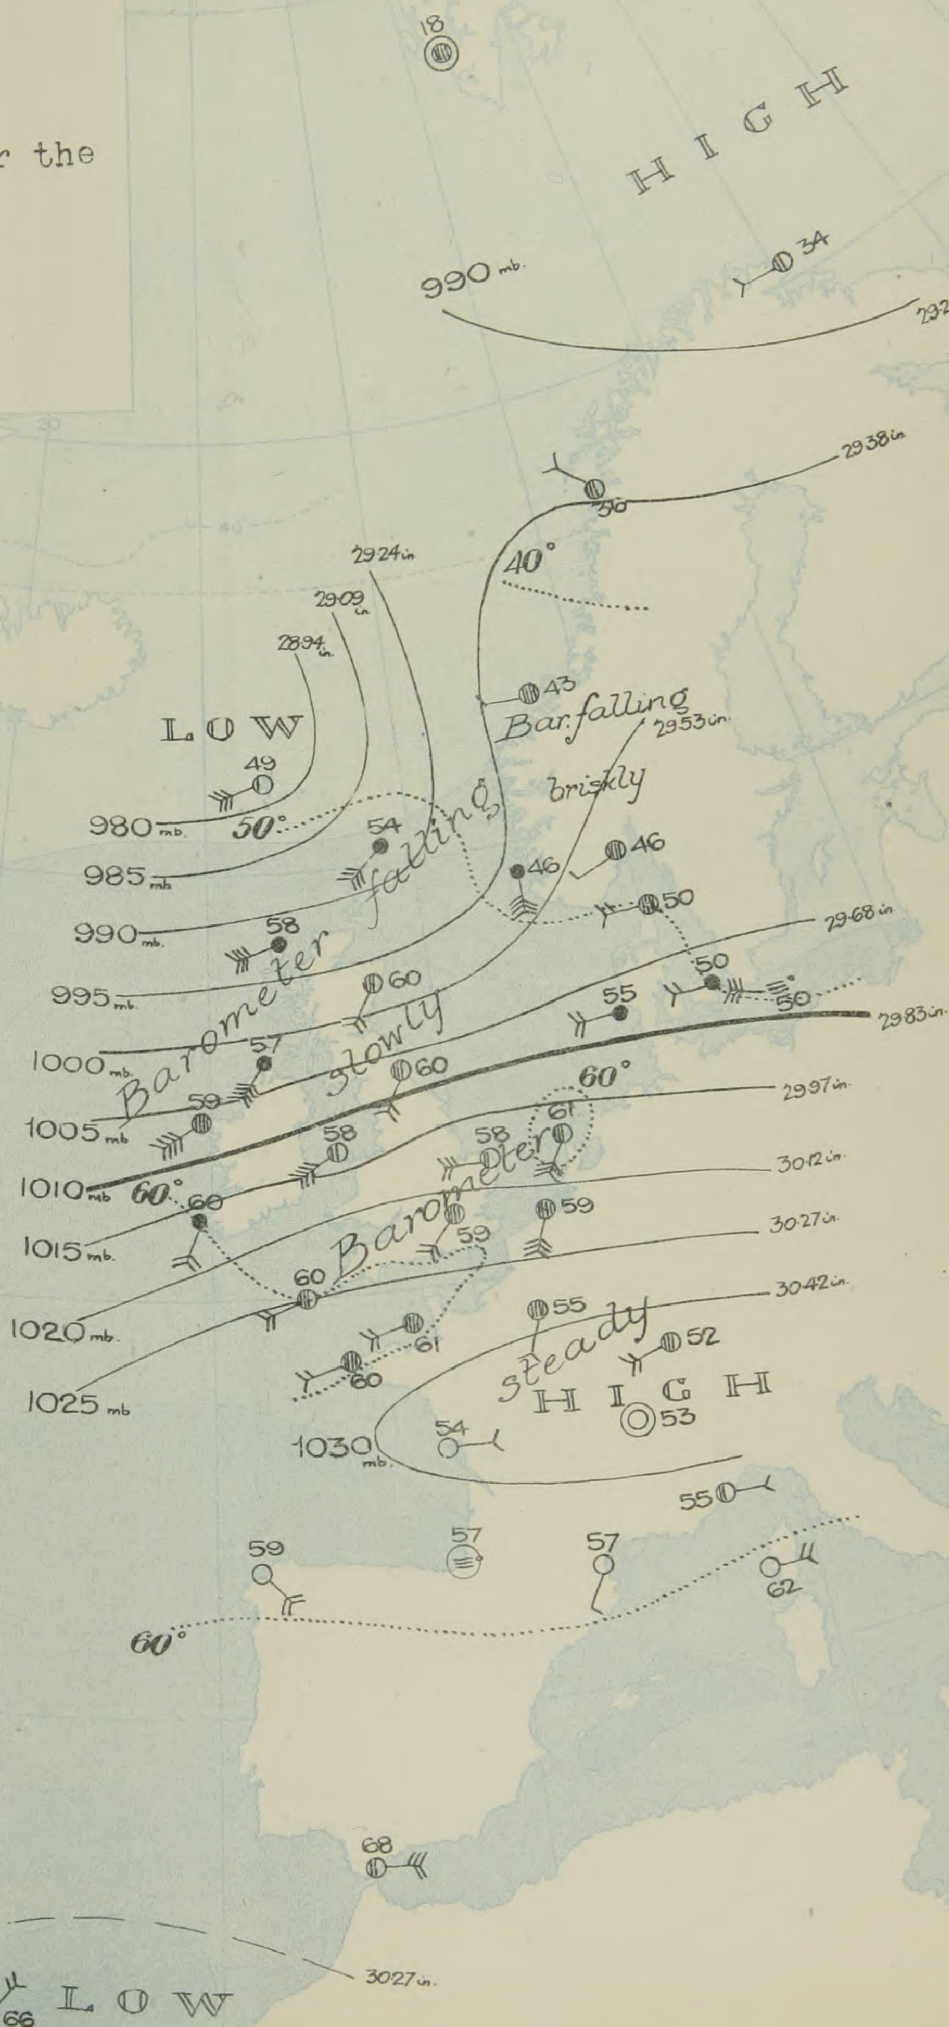 18
HIGH
r the
34
990 mb.
29·38 in.
36
40°
29·24 in.
29·09 in.
28·94 in.
43
Bar. falling
29·53 in.
LOW
49
briskly
980 mb.
50°
54
46
46
985 mb
50
990 mb.
58
29·68 in.
Barometer falling
60
50
995 mb.
55
50
slowly
29·83 in.
1000 mb.
57
60
60°
29·97 in.
59
61
1005 mb
58
58
30·12 in.
1010 mb
60°
60
59
Barometer
59
30·27 in.
1015 mb.
60
30·42 in.
55
1020 mb.
61
steady
52
60
HIGH
1025 mb
53
54
1030 mb.
55
59
57
57
62
60°
68
30·27 in.
LOW
66